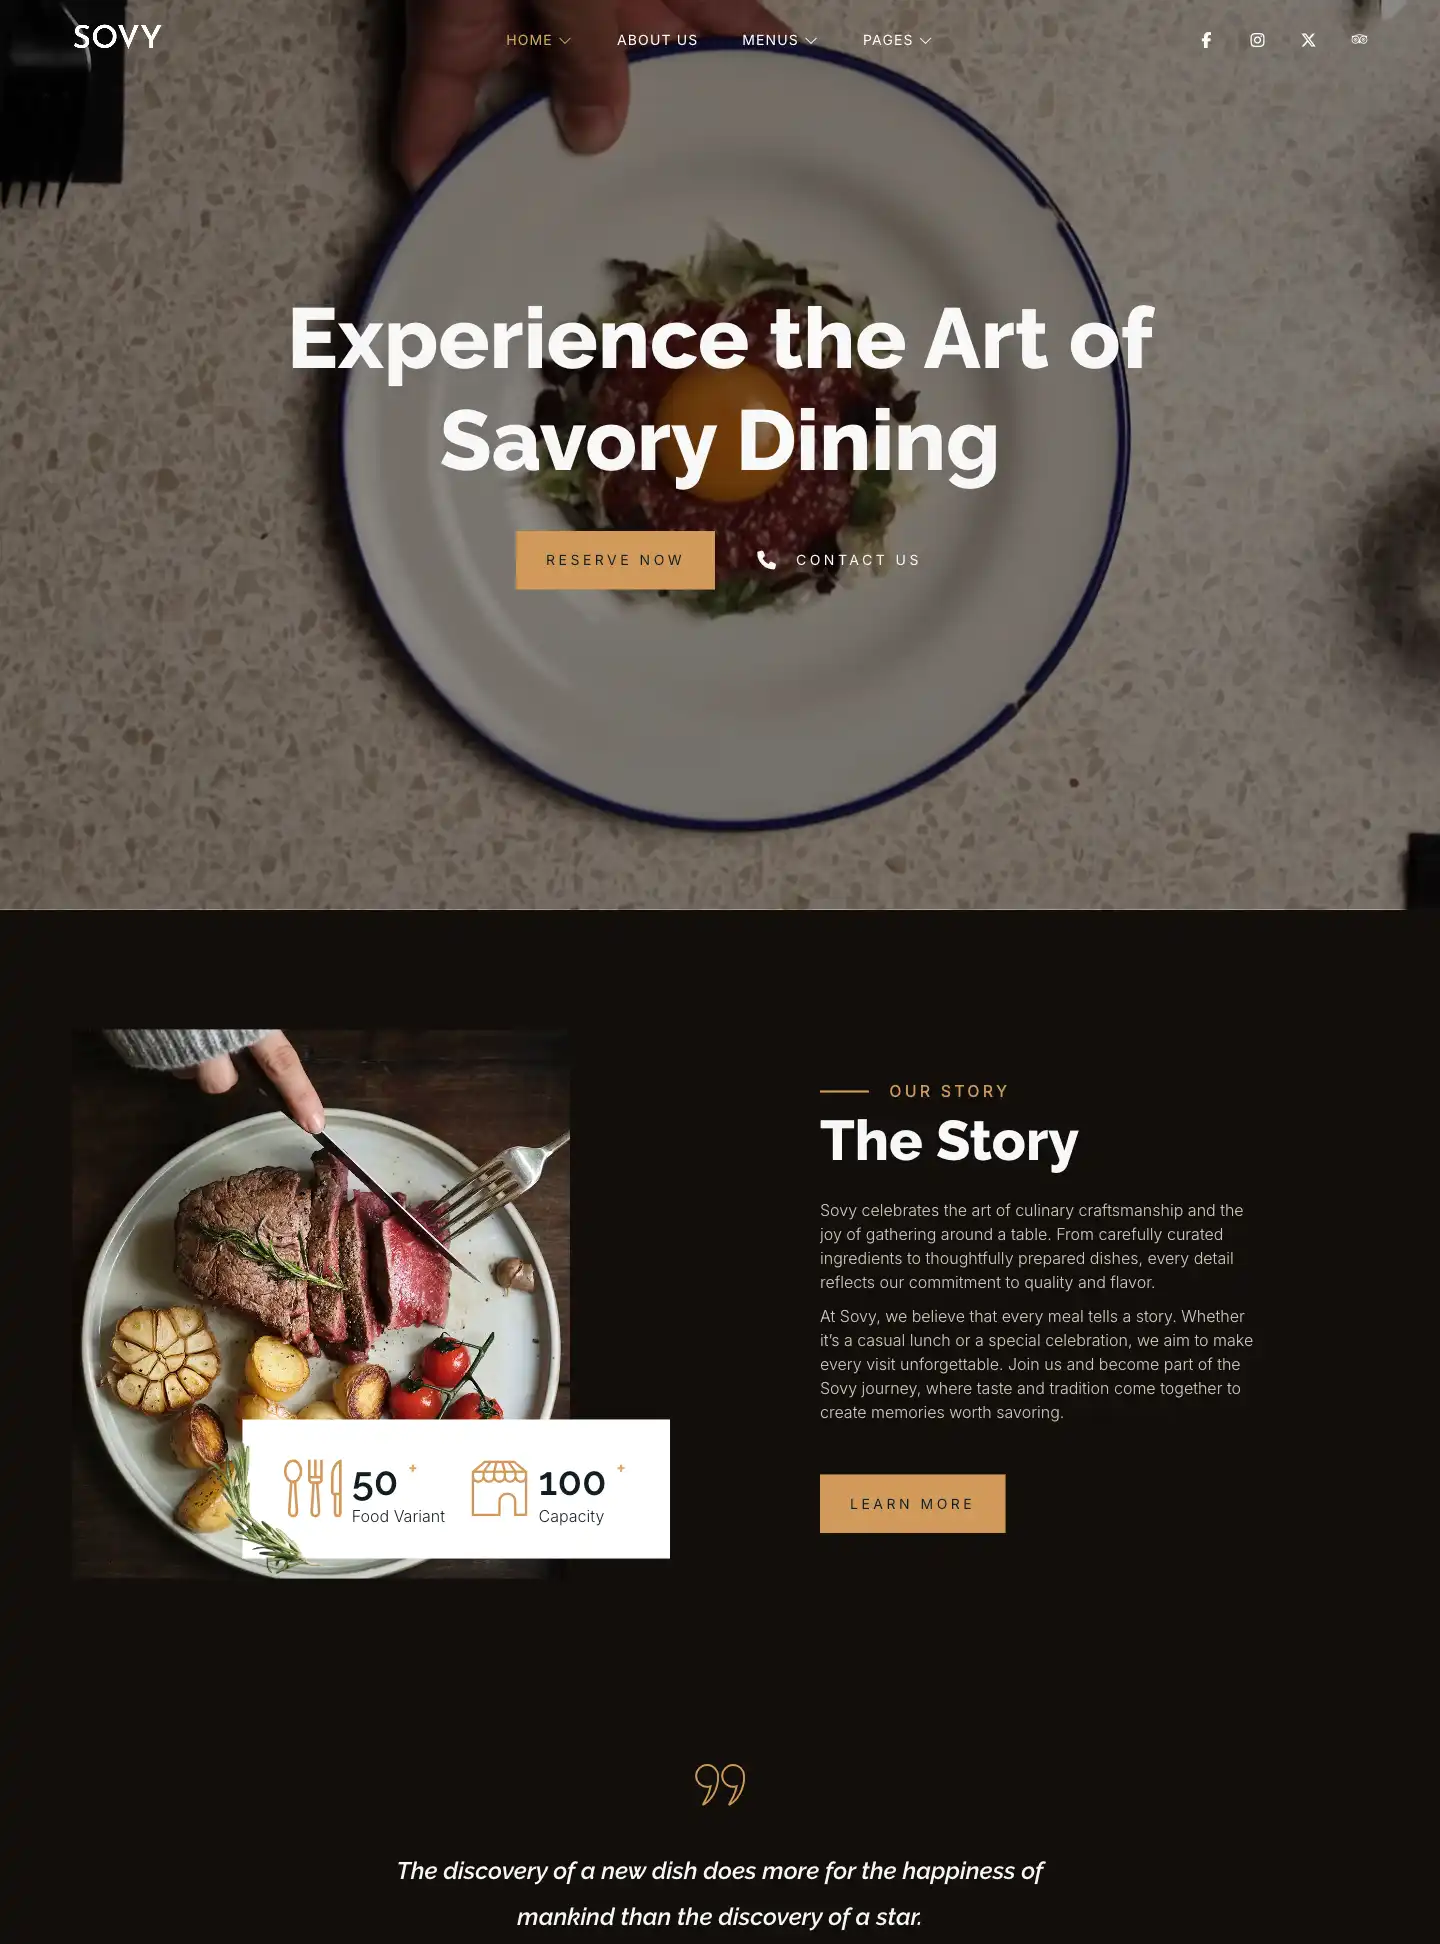 SOVY
HOME
ABOUT US
MENUS
PAGES
Experience the Art of
Savory Dining
RESERVE NOW
CONTACT US
50 +
Food Variant
100 +
Capacity
OUR STORY
The Story
Sovy celebrates the art of culinary craftsmanship and the
joy of gathering around a table. From carefully curated
ingredients to thoughtfully prepared dishes, every detail
reflects our commitment to quality and flavor.
At Sovy, we believe that every meal tells a story. Whether
it’s a casual lunch or a special celebration, we aim to make
every visit unforgettable. Join us and become part of the
Sovy journey, where taste and tradition come together to
create memories worth savoring.
LEARN MORE
The discovery of a new dish does more for the happiness of
mankind than the discovery of a star.